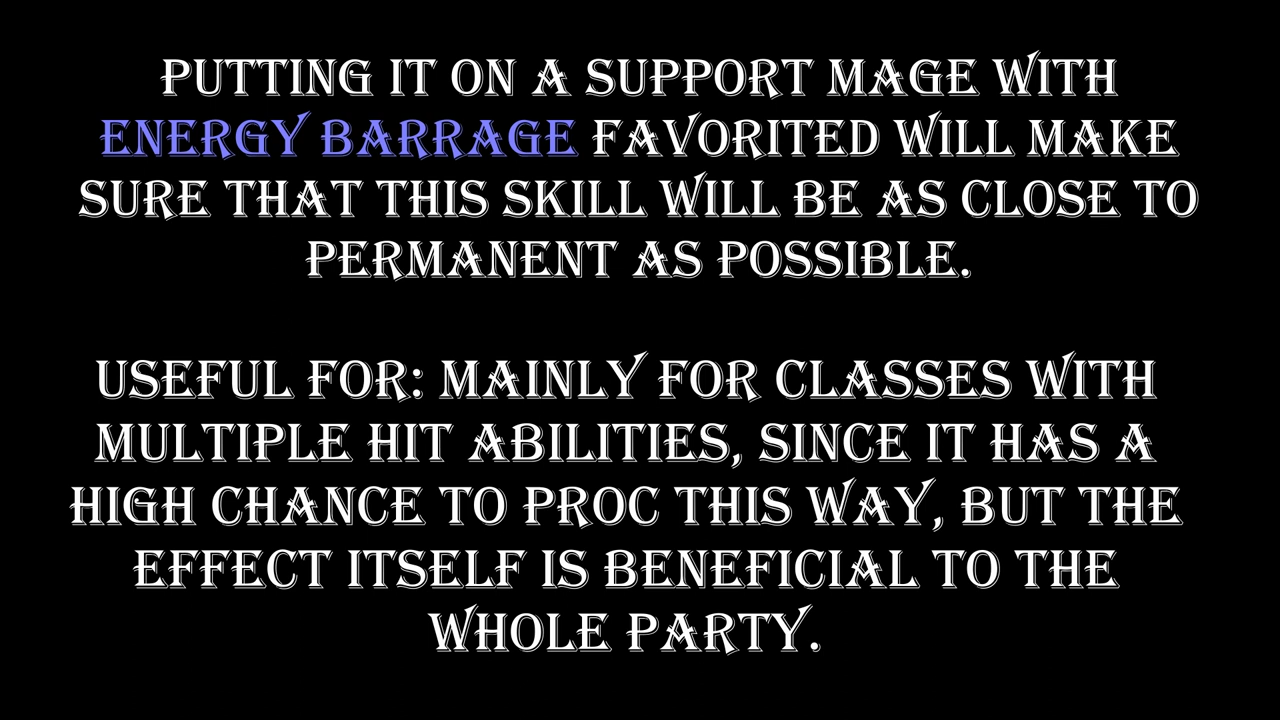 PUTTING IT ON A SUPPORT MAGE WITH
ENERGY BARRAGE FAVORITED WILL MAKE
SURE THAT THIS SKILL WILL BE AS CLOSE TO
PERMANENT AS POSSIBLE.
USEFUL FOR: MAINLY FOR CLASSES WITH
MULTIPLE HIT ABILITIES, SINCE IT HAS A
HIGH CHANCE TO PROC THIS WAY, BUT THE
EFFECT ITSELF IS BENEFICIAL TO THE
WHOLE PARTY.